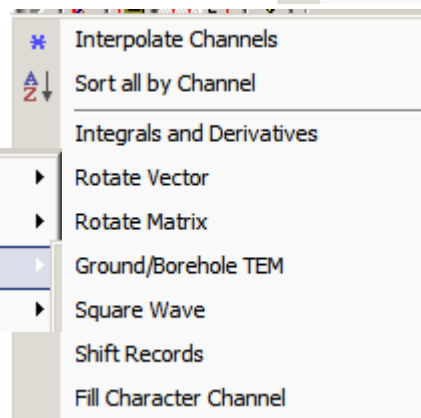 Interpolate Channels
Sort all by Channel
Integrals and Derivatives
Rotate Vector
Rotate Matrix
Ground/Borehole TEM
Square Wave
Shift Records
Fill Character Channel